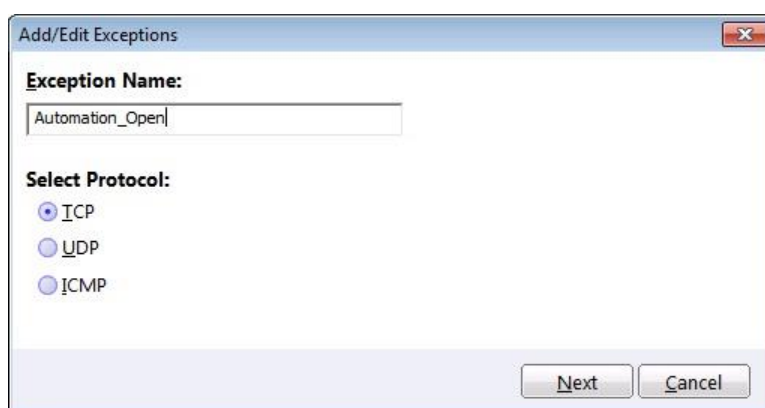 Add/Edit Exceptions
Exception Name:
Automation_Open
Select Protocol:
TCP
UDP
ICMP
Next Cancel